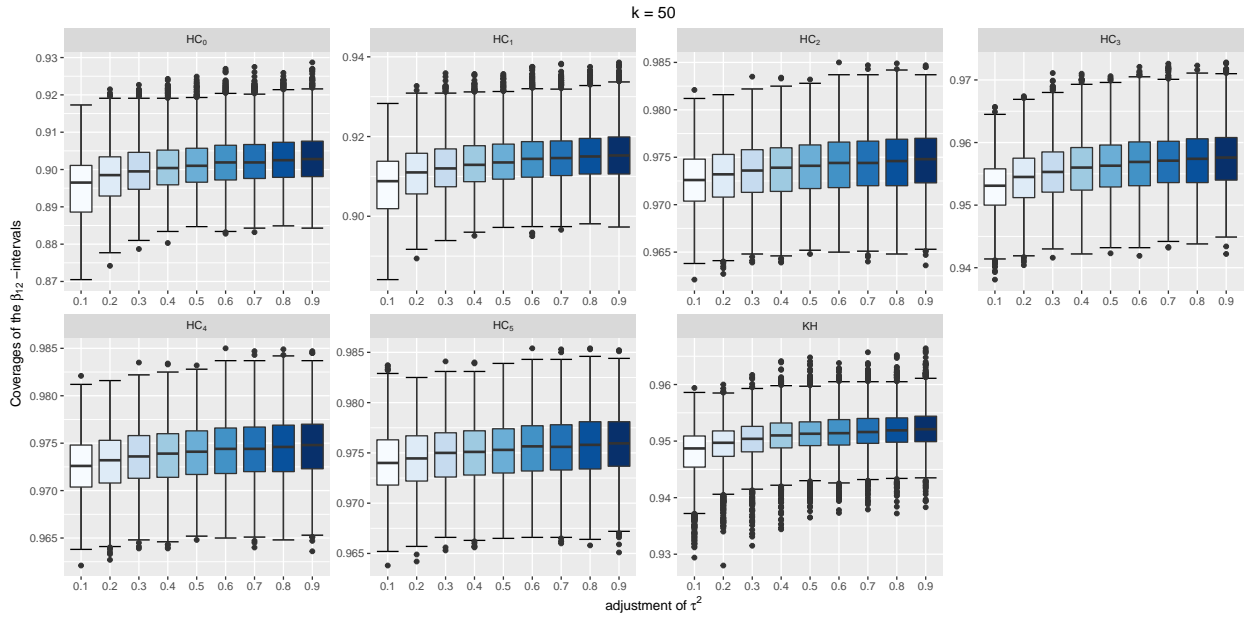 k = 50
HC₀ HC₁ HC₂ HC₃
0.93 0.92 0.91 0.90 0.89 0.88 0.87
0.94 0.92 0.90
0.985 0.980 0.975 0.970 0.965
0.97 0.96 0.95 0.94
0.1 0.2 0.3 0.4 0.5 0.6 0.7 0.8 0.9
0.1 0.2 0.3 0.4 0.5 0.6 0.7 0.8 0.9
0.1 0.2 0.3 0.4 0.5 0.6 0.7 0.8 0.9
0.1 0.2 0.3 0.4 0.5 0.6 0.7 0.8 0.9
Coverages of the β₁₂ −intervals
HC₄ HC₅ KH
0.985 0.980 0.975 0.970 0.965
0.985 0.980 0.975 0.970 0.965
0.96 0.95 0.94 0.93
0.1 0.2 0.3 0.4 0.5 0.6 0.7 0.8 0.9
0.1 0.2 0.3 0.4 0.5 0.6 0.7 0.8 0.9
0.1 0.2 0.3 0.4 0.5 0.6 0.7 0.8 0.9
adjustment of τ²